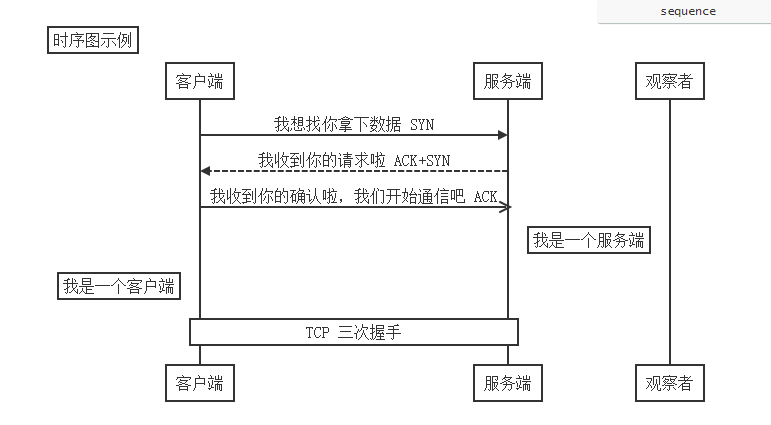 sequence
时序图示例
客户端
服务端
观察者
我想找你拿下数据 SYN
我收到你的请求啦 ACK+SYN
我收到你的确认啦，我们开始通信吧 ACK
我是一个服务端
我是一个客户端
TCP 三次握手
客户端
服务端
观察者